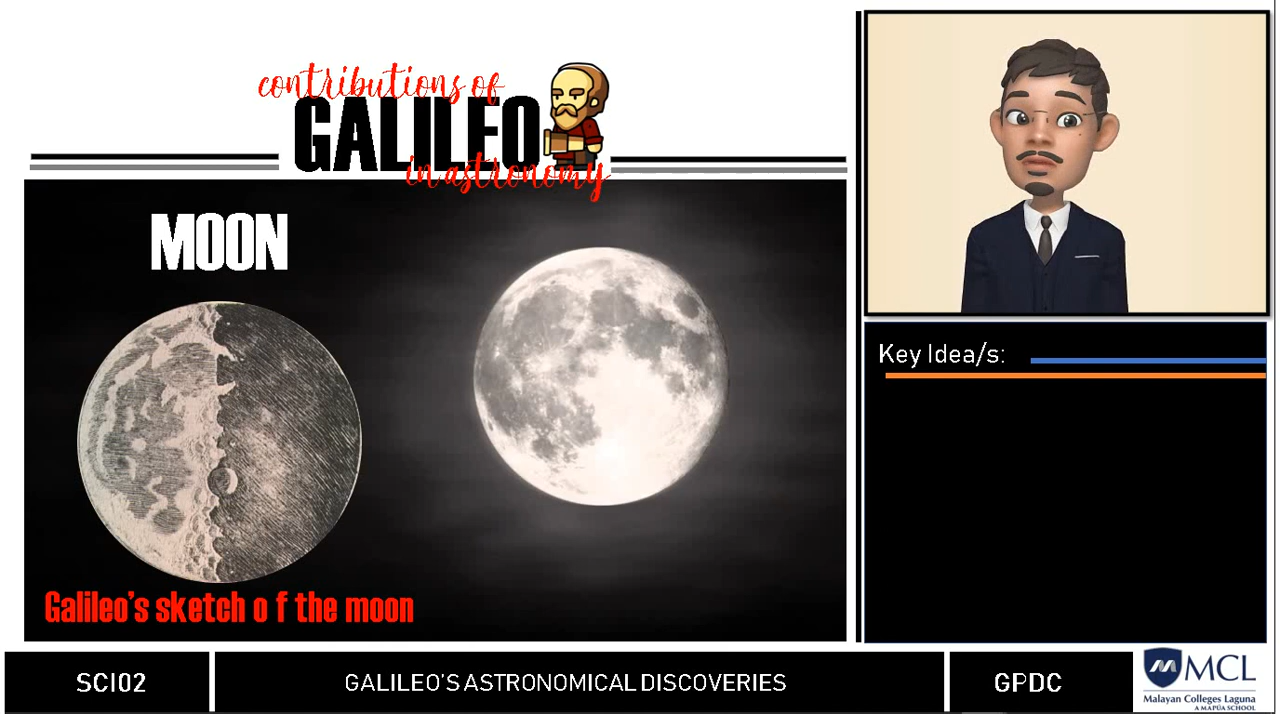 contributions of
GALILEO
in astronomy
MOON
Galileo's sketch o f the moon
Key Idea/s:
SCI02
GALILEO'S ASTRONOMICAL DISCOVERIES
GPDC
MCL
Malayan Colleges Laguna
A MAPÚA SCHOOL